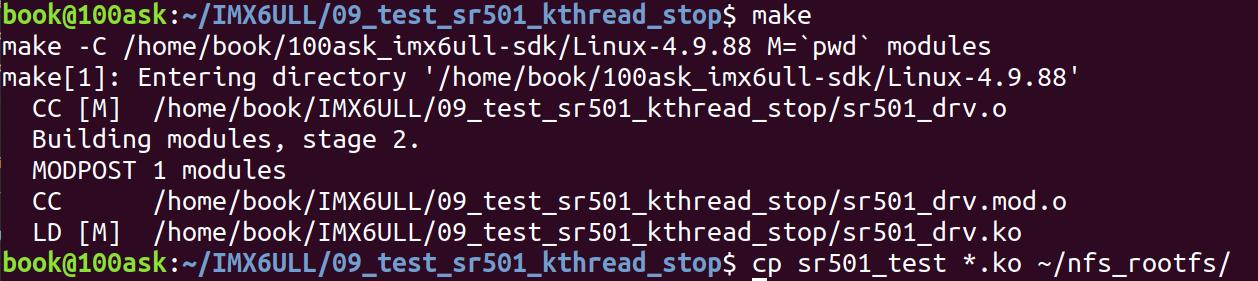 book@100ask:~/IMX6ULL/09_test_sr501_kthread_stop$ make
make -C /home/book/100ask_imx6ull-sdk/Linux-4.9.88 M=`pwd` modules
make[1]: Entering directory '/home/book/100ask_imx6ull-sdk/Linux-4.9.88'
  CC [M]  /home/book/IMX6ULL/09_test_sr501_kthread_stop/sr501_drv.o
  Building modules, stage 2.
  MODPOST 1 modules
  CC      /home/book/IMX6ULL/09_test_sr501_kthread_stop/sr501_drv.mod.o
  LD [M]  /home/book/IMX6ULL/09_test_sr501_kthread_stop/sr501_drv.ko
book@100ask:~/IMX6ULL/09_test_sr501_kthread_stop$ cp sr501_test *.ko ~/nfs_rootfs/